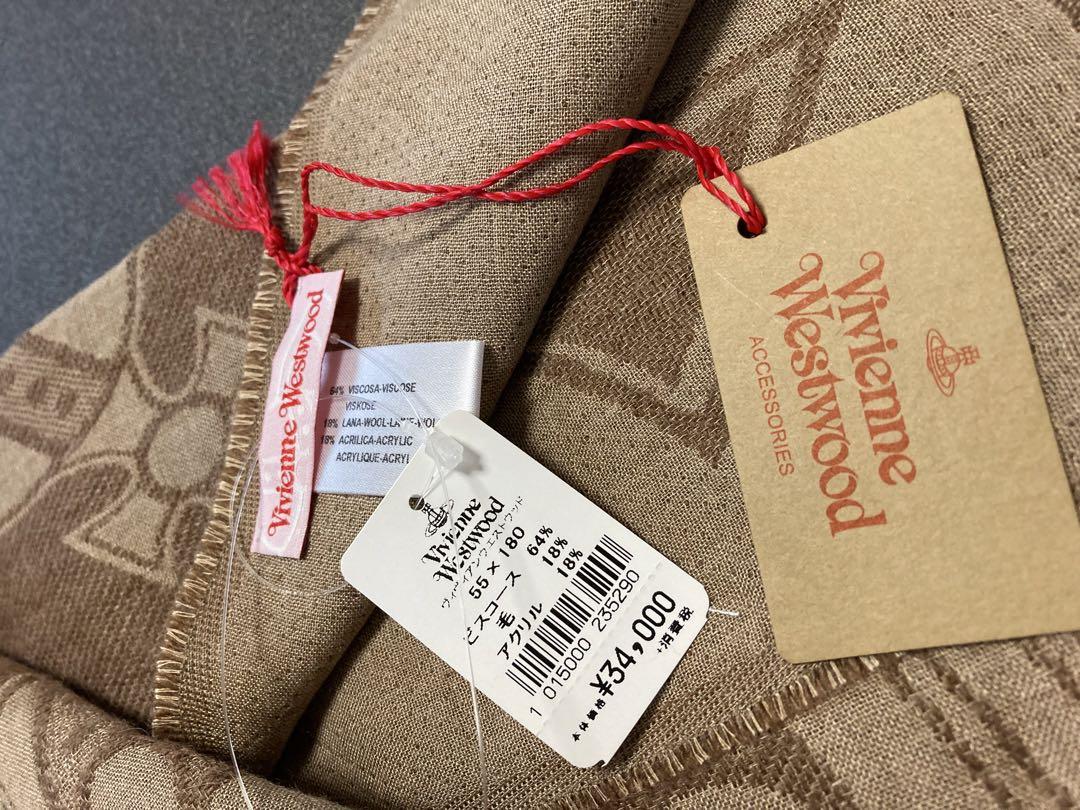 Vivienne Westwood
64% VISCOSA-VISCOSE
VISKOSE
18% LANA-WOOL-LAINE-WOL
18% ACRILICA-ACRYLIC
ACRYLIQUE-ACRYL
Vivienne
Westwood
ヴィヴィアン・ウエストウッド
55 × 180
ビスコース 64%
毛 18%
アクリル 18%
1 015000 235290
本体価格 ¥34,000
+消費税
Vivienne
Westwood
ACCESSORIES